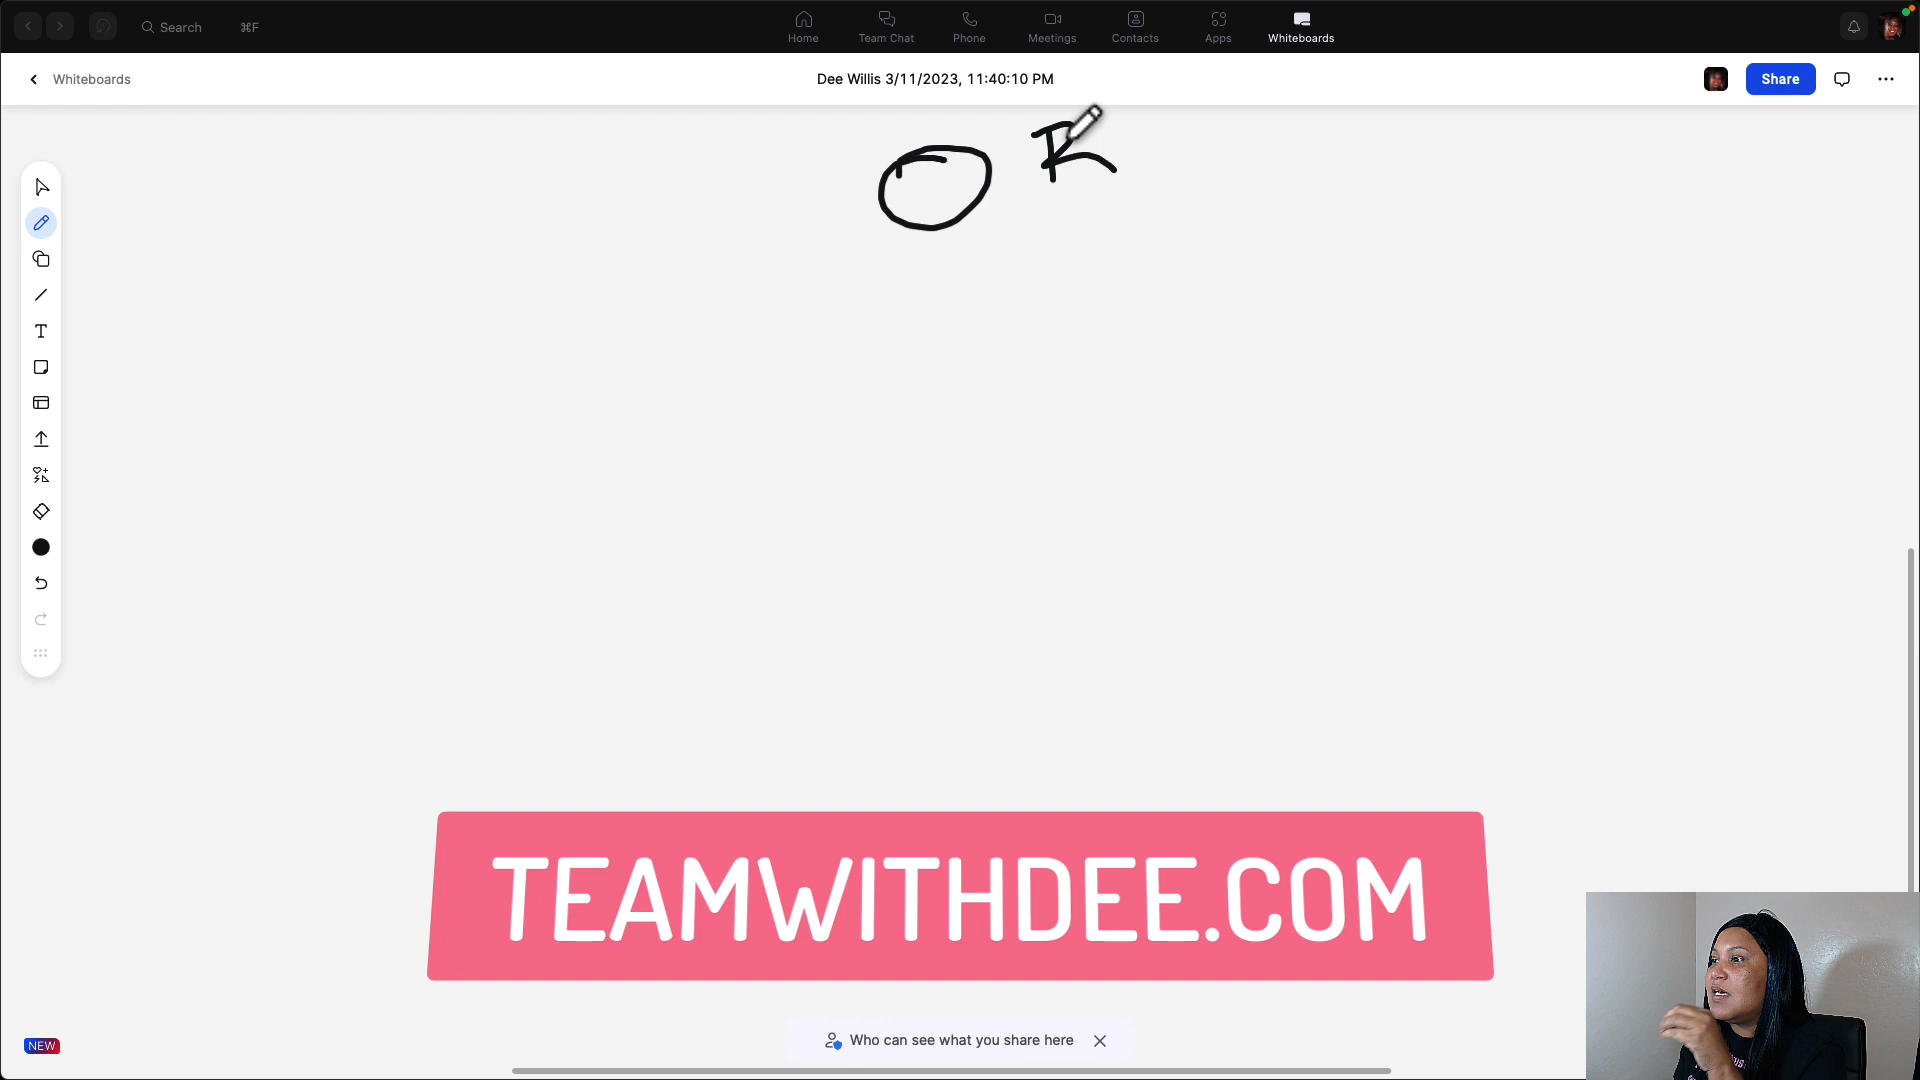 Search ⌘F
Home Team Chat Phone Meetings Contacts Apps Whiteboards
Whiteboards
Dee Willis 3/11/2023, 11:40:10 PM
Share
O R
T
TEAMWITHDEE.COM
Who can see what you share here
NEW